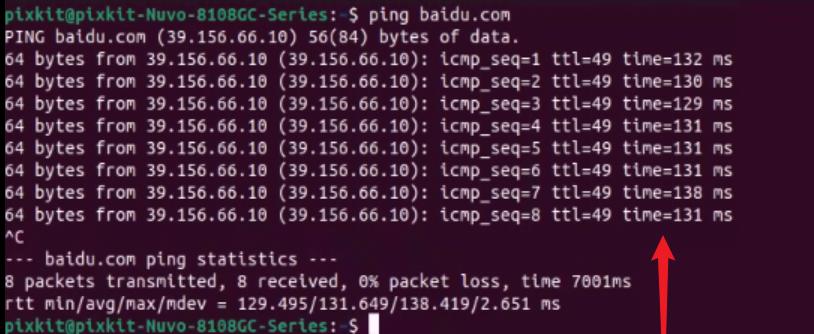 pixkit@pixkit-Nuvo-8108GC-Series:~$ ping baidu.com
PING baidu.com (39.156.66.10) 56(84) bytes of data.
64 bytes from 39.156.66.10 (39.156.66.10): icmp_seq=1 ttl=49 time=132 ms
64 bytes from 39.156.66.10 (39.156.66.10): icmp_seq=2 ttl=49 time=130 ms
64 bytes from 39.156.66.10 (39.156.66.10): icmp_seq=3 ttl=49 time=129 ms
64 bytes from 39.156.66.10 (39.156.66.10): icmp_seq=4 ttl=49 time=131 ms
64 bytes from 39.156.66.10 (39.156.66.10): icmp_seq=5 ttl=49 time=131 ms
64 bytes from 39.156.66.10 (39.156.66.10): icmp_seq=6 ttl=49 time=131 ms
64 bytes from 39.156.66.10 (39.156.66.10): icmp_seq=7 ttl=49 time=138 ms
64 bytes from 39.156.66.10 (39.156.66.10): icmp_seq=8 ttl=49 time=131 ms
^C
--- baidu.com ping statistics ---
8 packets transmitted, 8 received, 0% packet loss, time 7001ms
rtt min/avg/max/mdev = 129.495/131.649/138.419/2.651 ms
pixkit@pixkit-Nuvo-8108GC-Series:~$